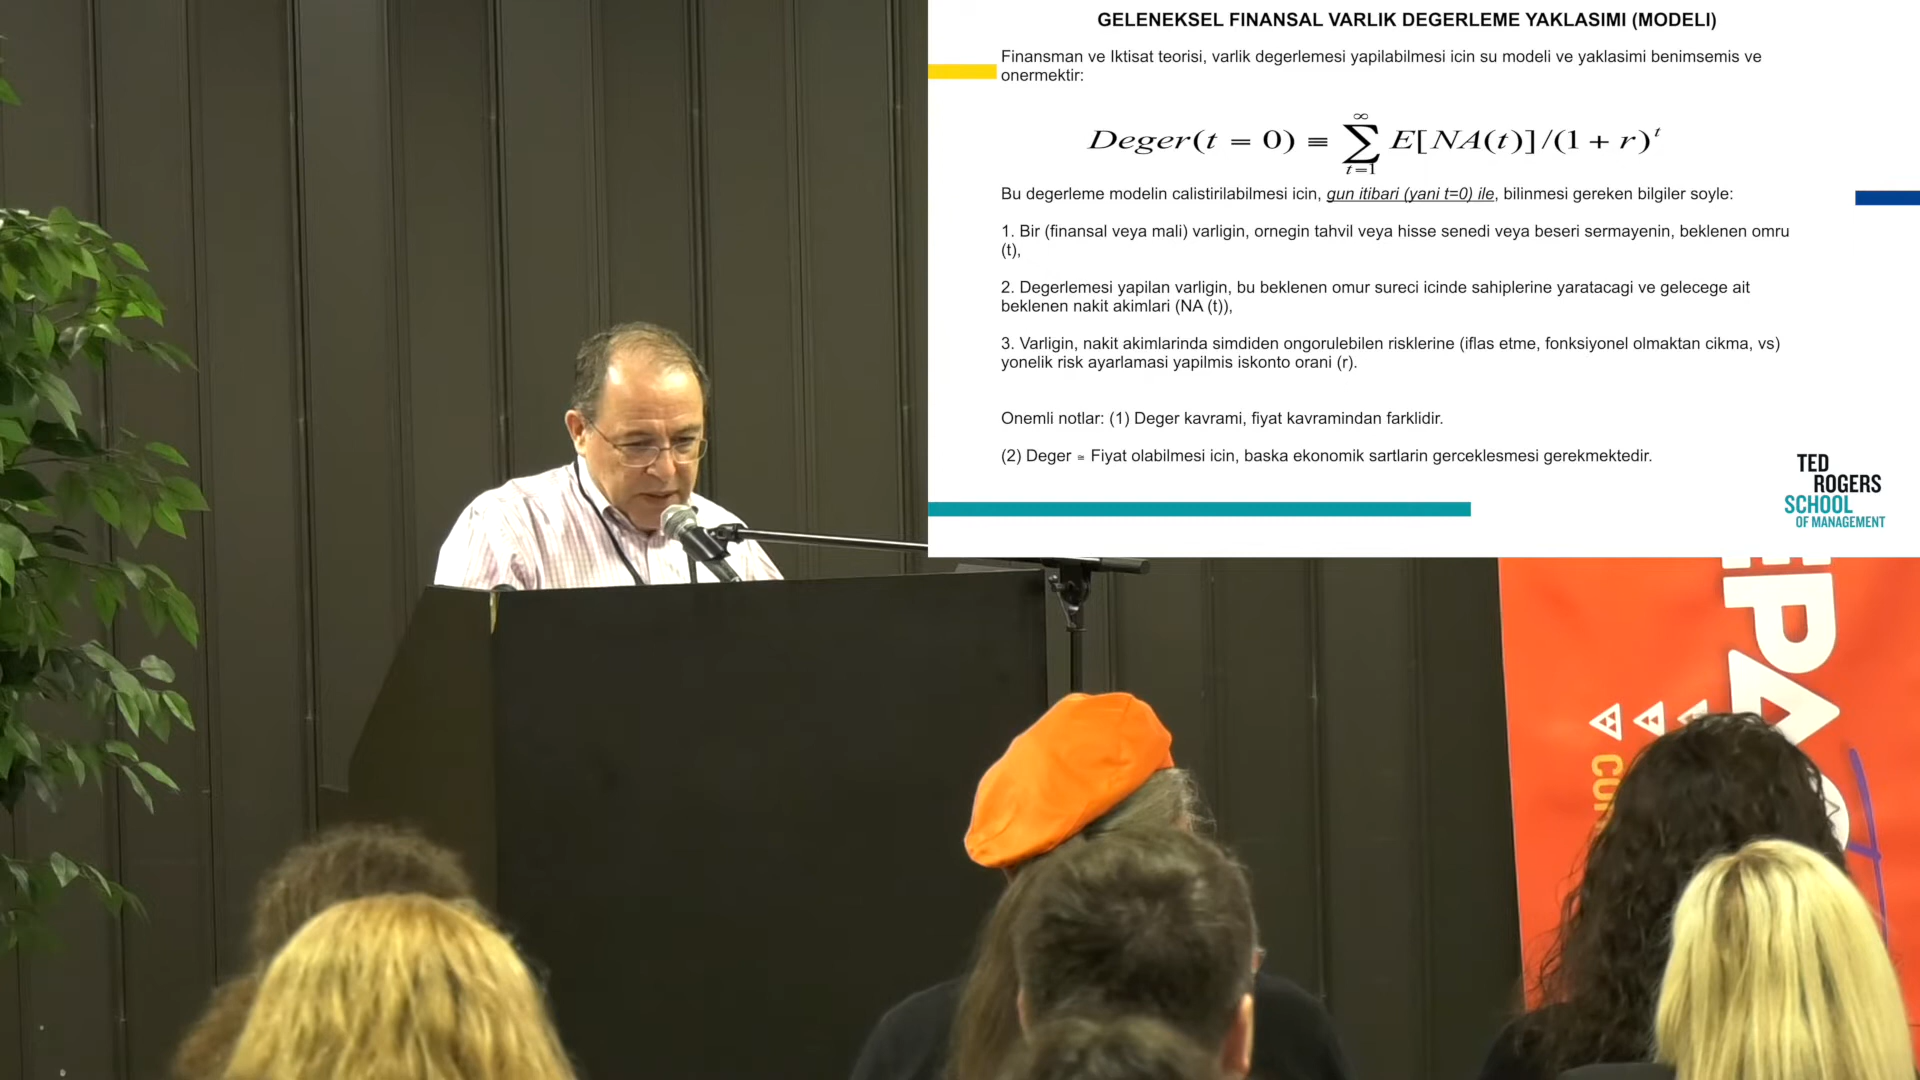 GELENEKSEL FINANSAL VARLIK DEGERLEME YAKLASIMI (MODELI)
Finansman ve Iktisat teorisi, varlik degerlemesi yapilabilmesi icin su modeli ve yaklasimi benimsemis ve
onermektir:
Deger(t = 0) ≡ ∑_{t=1}^{∞} E[NA(t)]/(1 + r)^t
Bu degerleme modelin calistirilabilmesi icin, gun itibari (yani t=0) ile, bilinmesi gereken bilgiler soyle:
1. Bir (finansal veya mali) varligin, ornegin tahvil veya hisse senedi veya beseri sermayenin, beklenen omru
(t),
2. Degerlemesi yapilan varligin, bu beklenen omur sureci icinde sahiplerine yaratacagi ve gelecege ait
beklenen nakit akimlari (NA (t)),
3. Varligin, nakit akimlarinda simdiden ongorulebilen risklerine (iflas etme, fonksiyonel olmaktan cikma, vs)
yonelik risk ayarlamasi yapilmis iskonto orani (r).
Onemli notlar: (1) Deger kavrami, fiyat kavramindan farklidir.
(2) Deger ≅ Fiyat olabilmesi icin, baska ekonomik sartlarin gerceklesmesi gerekmektedir.
TED
ROGERS
SCHOOL
OF MANAGEMENT